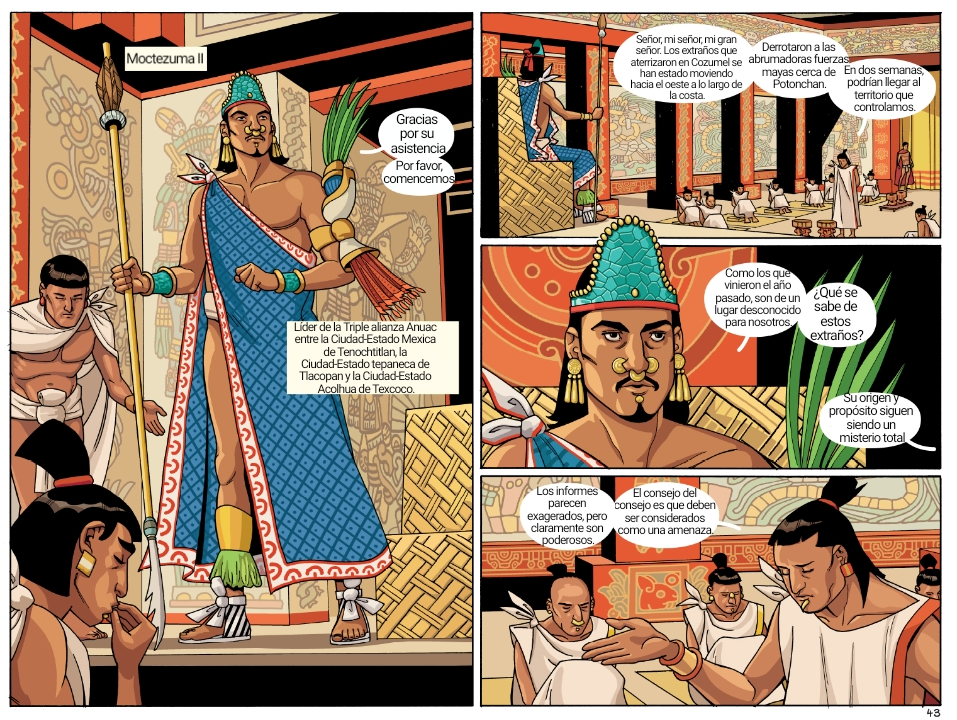 Moctezuma II
Gracias
por su
asistencia
Por favor,
comencemos
Líder de la Triple alianza Anuac
entre la Ciudad-Estado Mexica
de Tenochtitlan, la
Ciudad-Estado tepaneca de
Tlacopan y la Ciudad-Estado
Acolhua de Texcoco.
Señor, mi señor, mi gran
señor. Los extraños que
aterrizaron en Cozumel se
han estado moviendo
hacia el oeste a lo largo de
la costa.
Derrotaron a las
abrumadoras fuerzas
mayas cerca de
Potonchan.
En dos semanas,
podrían llegar al
territorio que
controlamos.
Como los que
vinieron el año
pasado, son de un
lugar desconocido
para nosotros.
¿Qué se
sabe de
estos
extraños?
Su origen y
propósito siguen
siendo un
misterio total
Los informes
parecen
exagerados, pero
claramente son
poderosos.
El consejo del
consejo es que deben
ser considerados
como una amenaza.
43